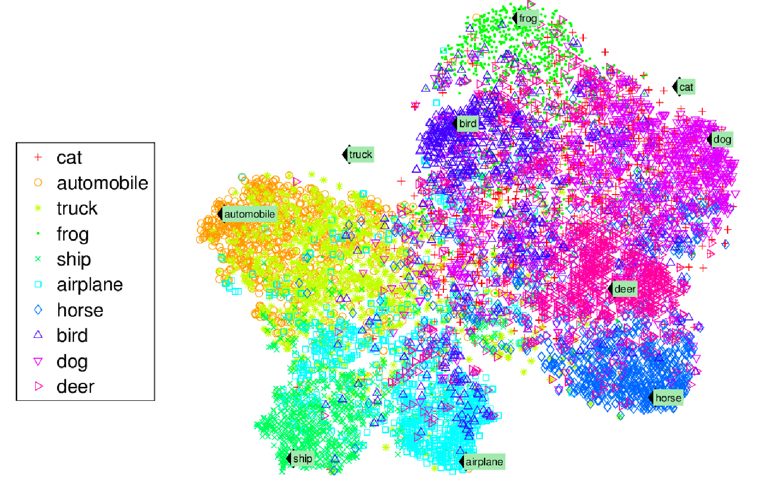 frog
cat
bird
dog
truck
cat
automobile
truck
frog
ship
airplane
horse
bird
dog
deer
automobile
deer
horse
ship
airplane